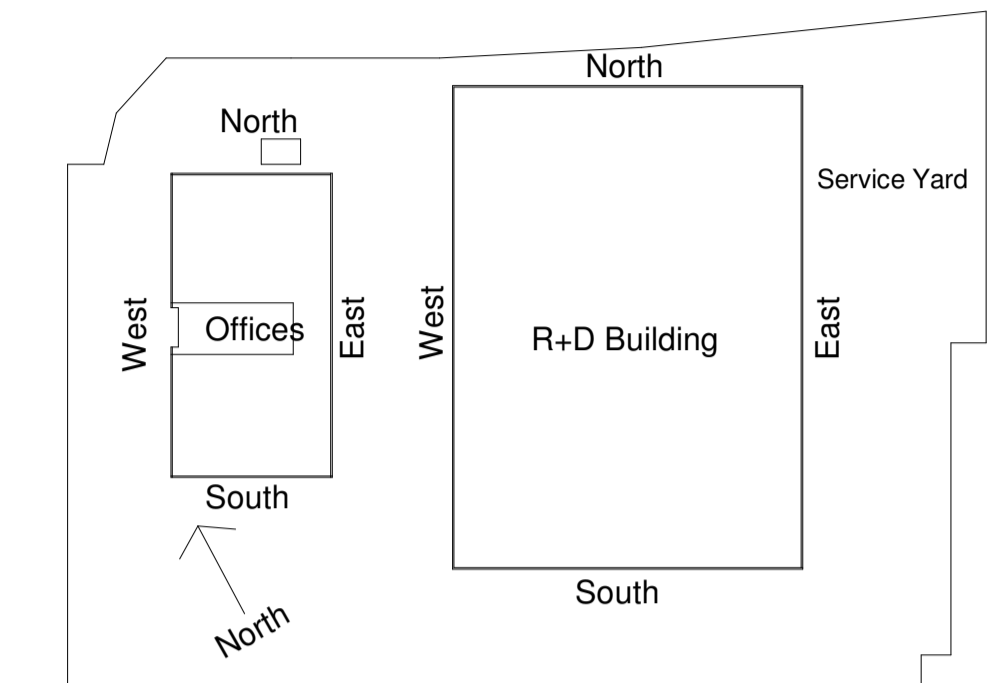 North
North
Service Yard
West
Offices
East
West
R+D Building
East
South
South
North